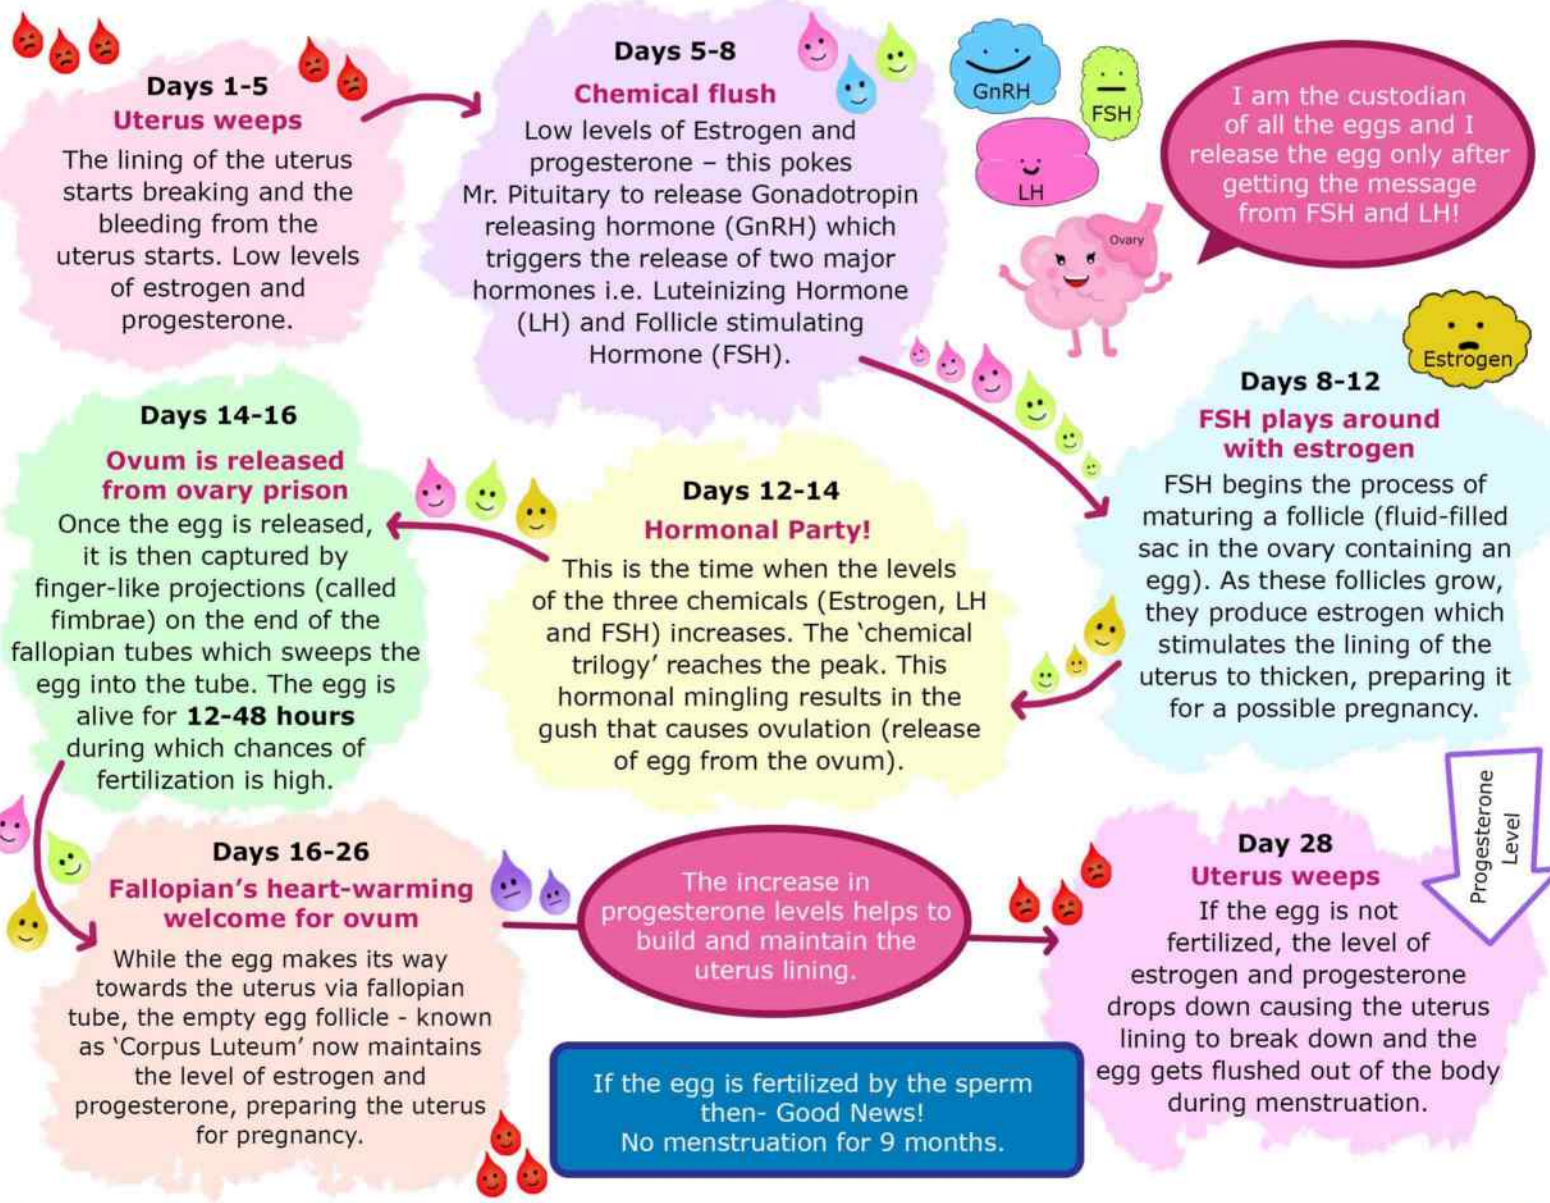 Days 1-5
Uterus weeps
The lining of the uterus
starts breaking and the
bleeding from the
uterus starts. Low levels
of estrogen and
progesterone.
Days 5-8
Chemical flush
Low levels of Estrogen and
progesterone – this pokes
Mr. Pituitary to release Gonadotropin
releasing hormone (GnRH) which
triggers the release of two major
hormones i.e. Luteinizing Hormone
(LH) and Follicle stimulating
Hormone (FSH).
GnRH
FSH
LH
Ovary
I am the custodian
of all the eggs and I
release the egg only after
getting the message
from FSH and LH!
Estrogen
Days 8-12
FSH plays around
with estrogen
FSH begins the process of
maturing a follicle (fluid-filled
sac in the ovary containing an
egg). As these follicles grow,
they produce estrogen which
stimulates the lining of the
uterus to thicken, preparing it
for a possible pregnancy.
Days 12-14
Hormonal Party!
This is the time when the levels
of the three chemicals (Estrogen, LH
and FSH) increases. The ‘chemical
trilogy’ reaches the peak. This
hormonal mingling results in the
gush that causes ovulation (release
of egg from the ovum).
Days 14-16
Ovum is released
from ovary prison
Once the egg is released,
it is then captured by
finger-like projections (called
fimbrae) on the end of the
fallopian tubes which sweeps the
egg into the tube. The egg is
alive for 12-48 hours
during which chances of
fertilization is high.
Days 16-26
Fallopian’s heart-warming
welcome for ovum
While the egg makes its way
towards the uterus via fallopian
tube, the empty egg follicle - known
as ‘Corpus Luteum’ now maintains
the level of estrogen and
progesterone, preparing the uterus
for pregnancy.
The increase in
progesterone levels helps to
build and maintain the
uterus lining.
Progesterone
Level
Day 28
Uterus weeps
If the egg is not
fertilized, the level of
estrogen and progesterone
drops down causing the uterus
lining to break down and the
egg gets flushed out of the body
during menstruation.
If the egg is fertilized by the sperm
then- Good News!
No menstruation for 9 months.